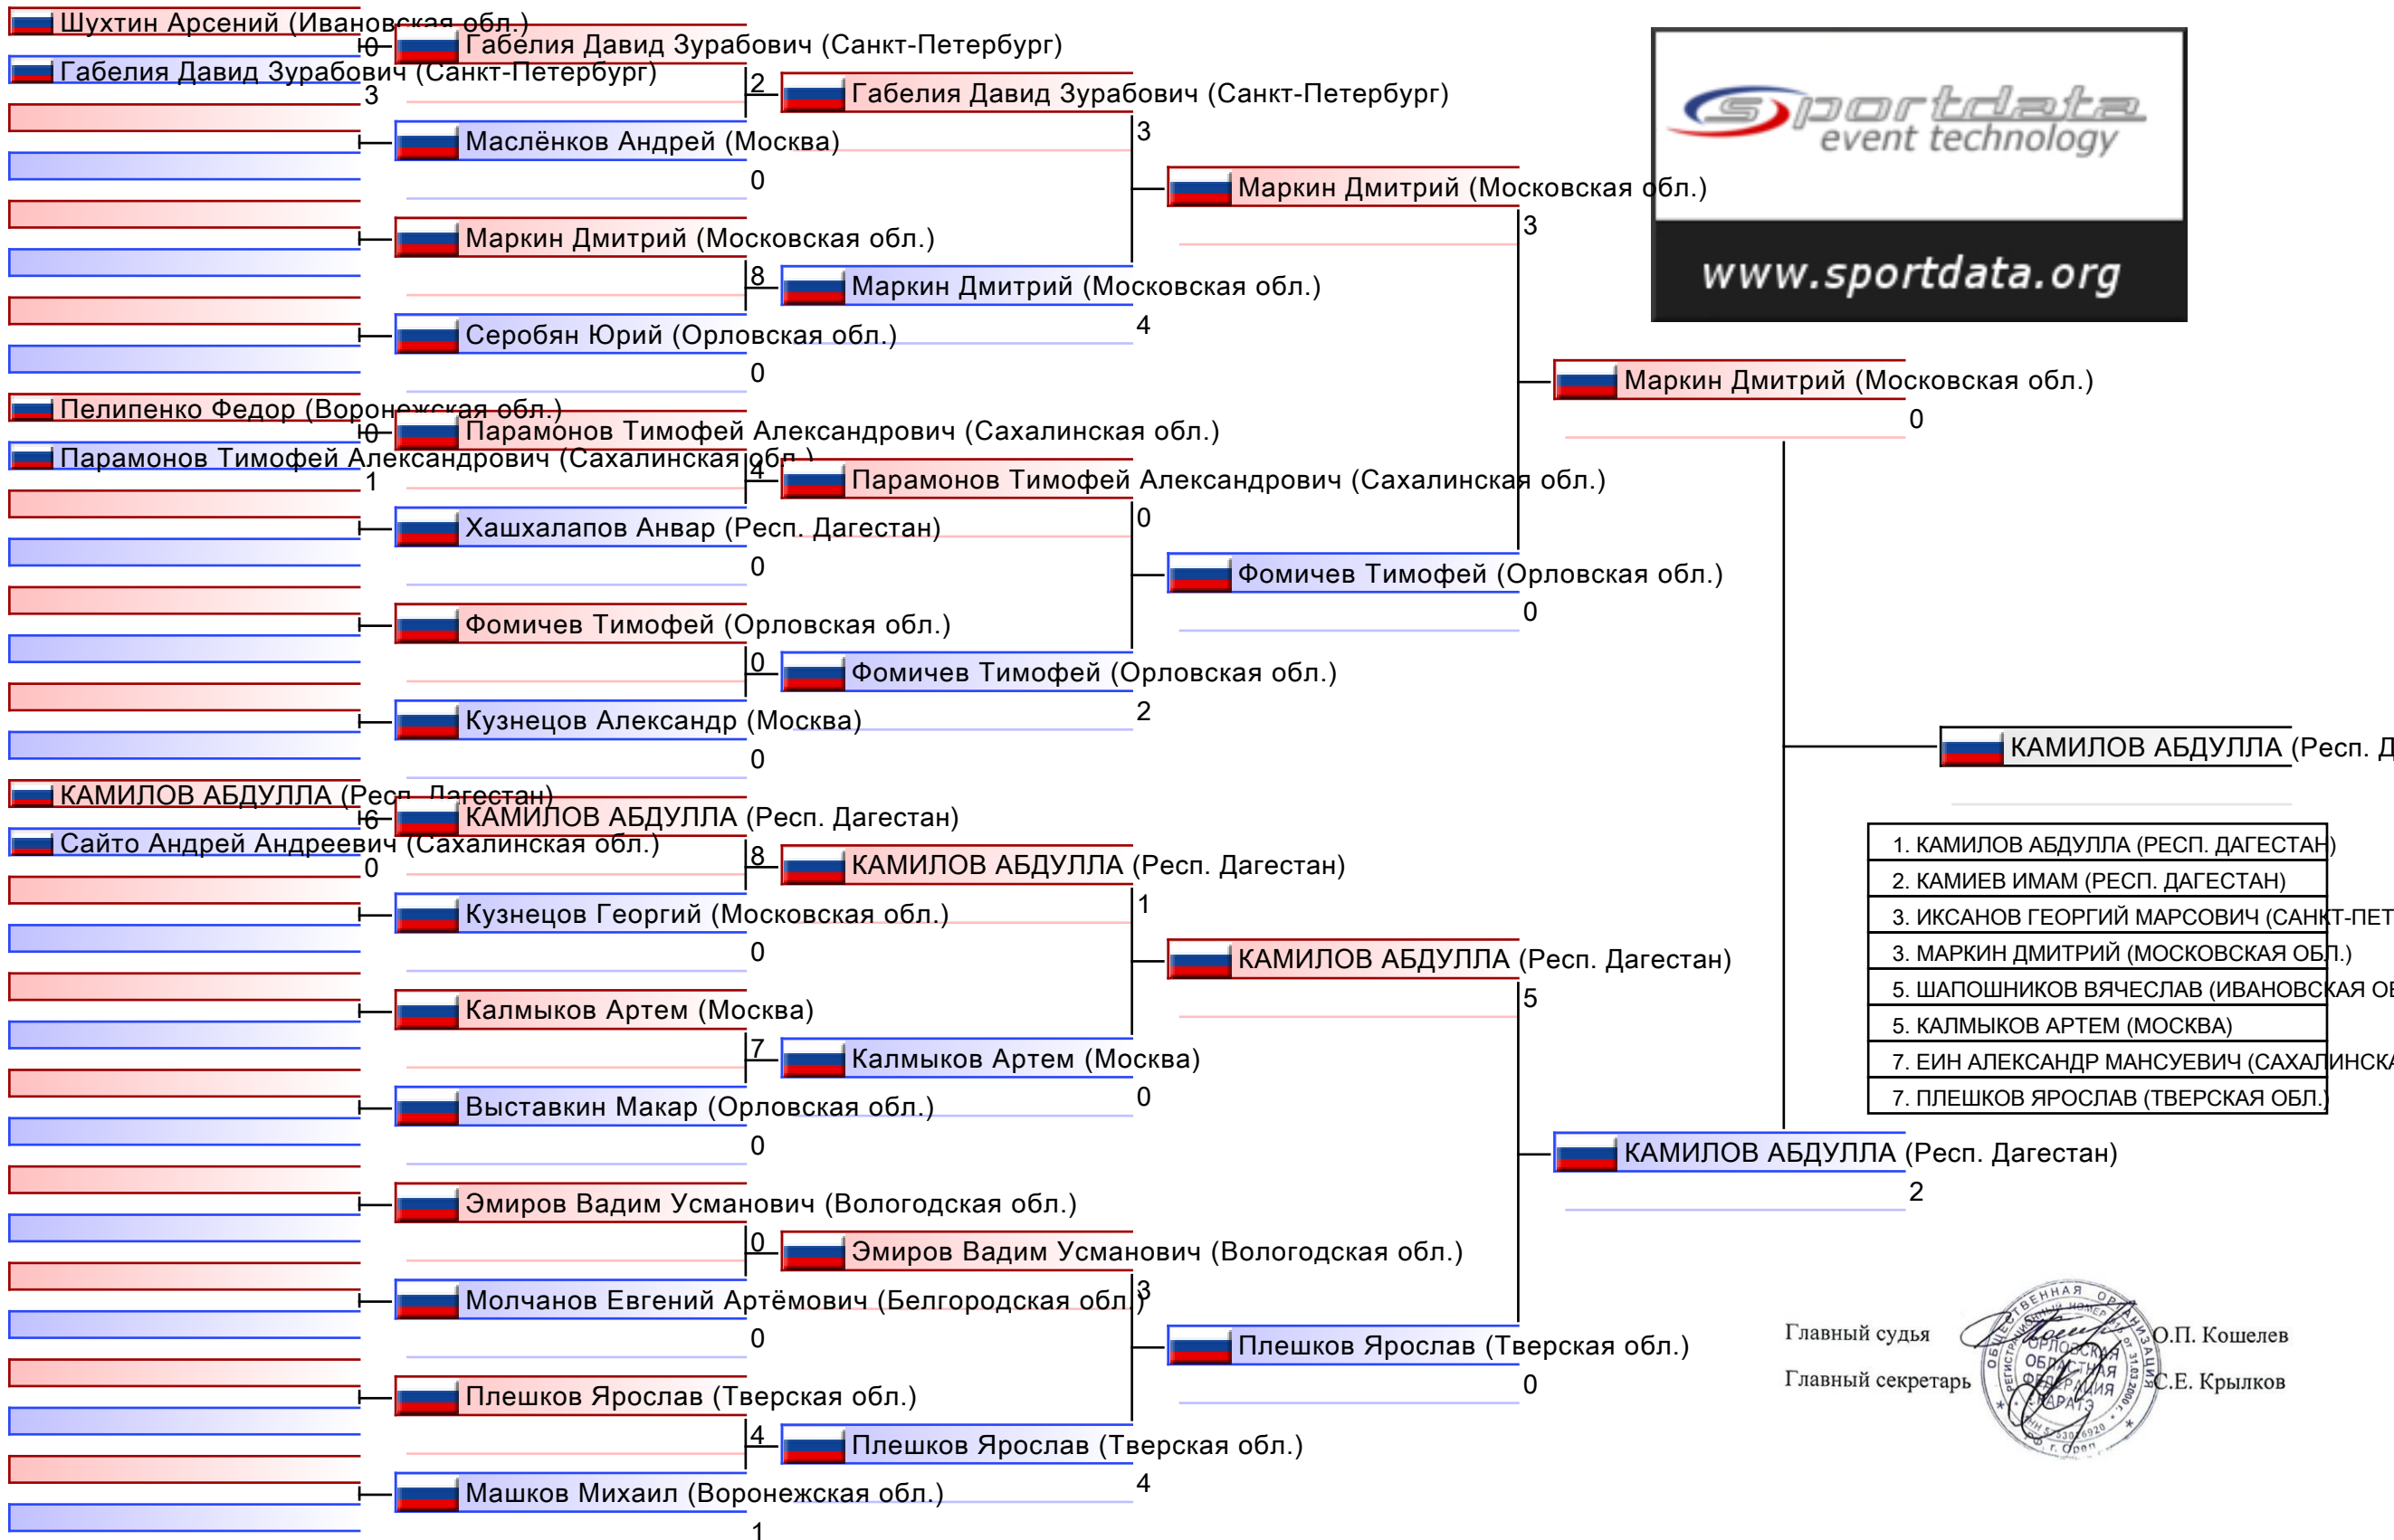 Шухтин Арсений (Ивановская обл.)
0
Габелия Давид Зурабович (Санкт-Петербург)
3
Пелипенко Федор (Воронежская обл.)
0
Парамонов Тимофей Александрович (Сахалинская обл.)
1
КАМИЛОВ АБДУЛЛА (Респ. Дагестан)
6
Сайто Андрей Андреевич (Сахалинская обл.)
0
Габелия Давид Зурабович (Санкт-Петербург)
2
Маслёнков Андрей (Москва)
0
Маркин Дмитрий (Московская обл.)
8
Серобян Юрий (Орловская обл.)
0
Парамонов Тимофей Александрович (Сахалинская обл.)
4
Хашхалапов Анвар (Респ. Дагестан)
0
Фомичев Тимофей (Орловская обл.)
0
Кузнецов Александр (Москва)
0
КАМИЛОВ АБДУЛЛА (Респ. Дагестан)
8
Кузнецов Георгий (Московская обл.)
0
Калмыков Артем (Москва)
7
Выставкин Макар (Орловская обл.)
0
Эмиров Вадим Усманович (Вологодская обл.)
0
Молчанов Евгений Артёмович (Белгородская обл.)
0
Плешков Ярослав (Тверская обл.)
4
Машков Михаил (Воронежская обл.)
1
Габелия Давид Зурабович (Санкт-Петербург)
3
Маркин Дмитрий (Московская обл.)
4
Парамонов Тимофей Александрович (Сахалинская обл.)
0
Фомичев Тимофей (Орловская обл.)
2
КАМИЛОВ АБДУЛЛА (Респ. Дагестан)
1
Калмыков Артем (Москва)
0
Эмиров Вадим Усманович (Вологодская обл.)
3
Плешков Ярослав (Тверская обл.)
4
Маркин Дмитрий (Московская обл.)
3
Фомичев Тимофей (Орловская обл.)
0
КАМИЛОВ АБДУЛЛА (Респ. Дагестан)
5
Плешков Ярослав (Тверская обл.)
0
Маркин Дмитрий (Московская обл.)
0
КАМИЛОВ АБДУЛЛА (Респ. Дагестан)
2
sportdata
event technology
www.sportdata.org
КАМИЛОВ АБДУЛЛА (Респ. Д
1. КАМИЛОВ АБДУЛЛА (РЕСП. ДАГЕСТАН)
2. КАМИЕВ ИМАМ (РЕСП. ДАГЕСТАН)
3. ИКСАНОВ ГЕОРГИЙ МАРСОВИЧ (САНКТ-ПЕТ
3. МАРКИН ДМИТРИЙ (МОСКОВСКАЯ ОБЛ.)
5. ШАПОШНИКОВ ВЯЧЕСЛАВ (ИВАНОВСКАЯ ОБ
5. КАЛМЫКОВ АРТЕМ (МОСКВА)
7. ЕИН АЛЕКСАНДР МАНСУЕВИЧ (САХАЛИНСКА
7. ПЛЕШКОВ ЯРОСЛАВ (ТВЕРСКАЯ ОБЛ.)
Главный судья
О.П. Кошелев
Главный секретарь
С.Е. Крылков
ОБЩЕСТВЕННАЯ ОРГАНИЗАЦИЯ
ОРЛОВСКАЯ
ОБЛАСТНАЯ
ФЕДЕРАЦИЯ
КАРАТЭ